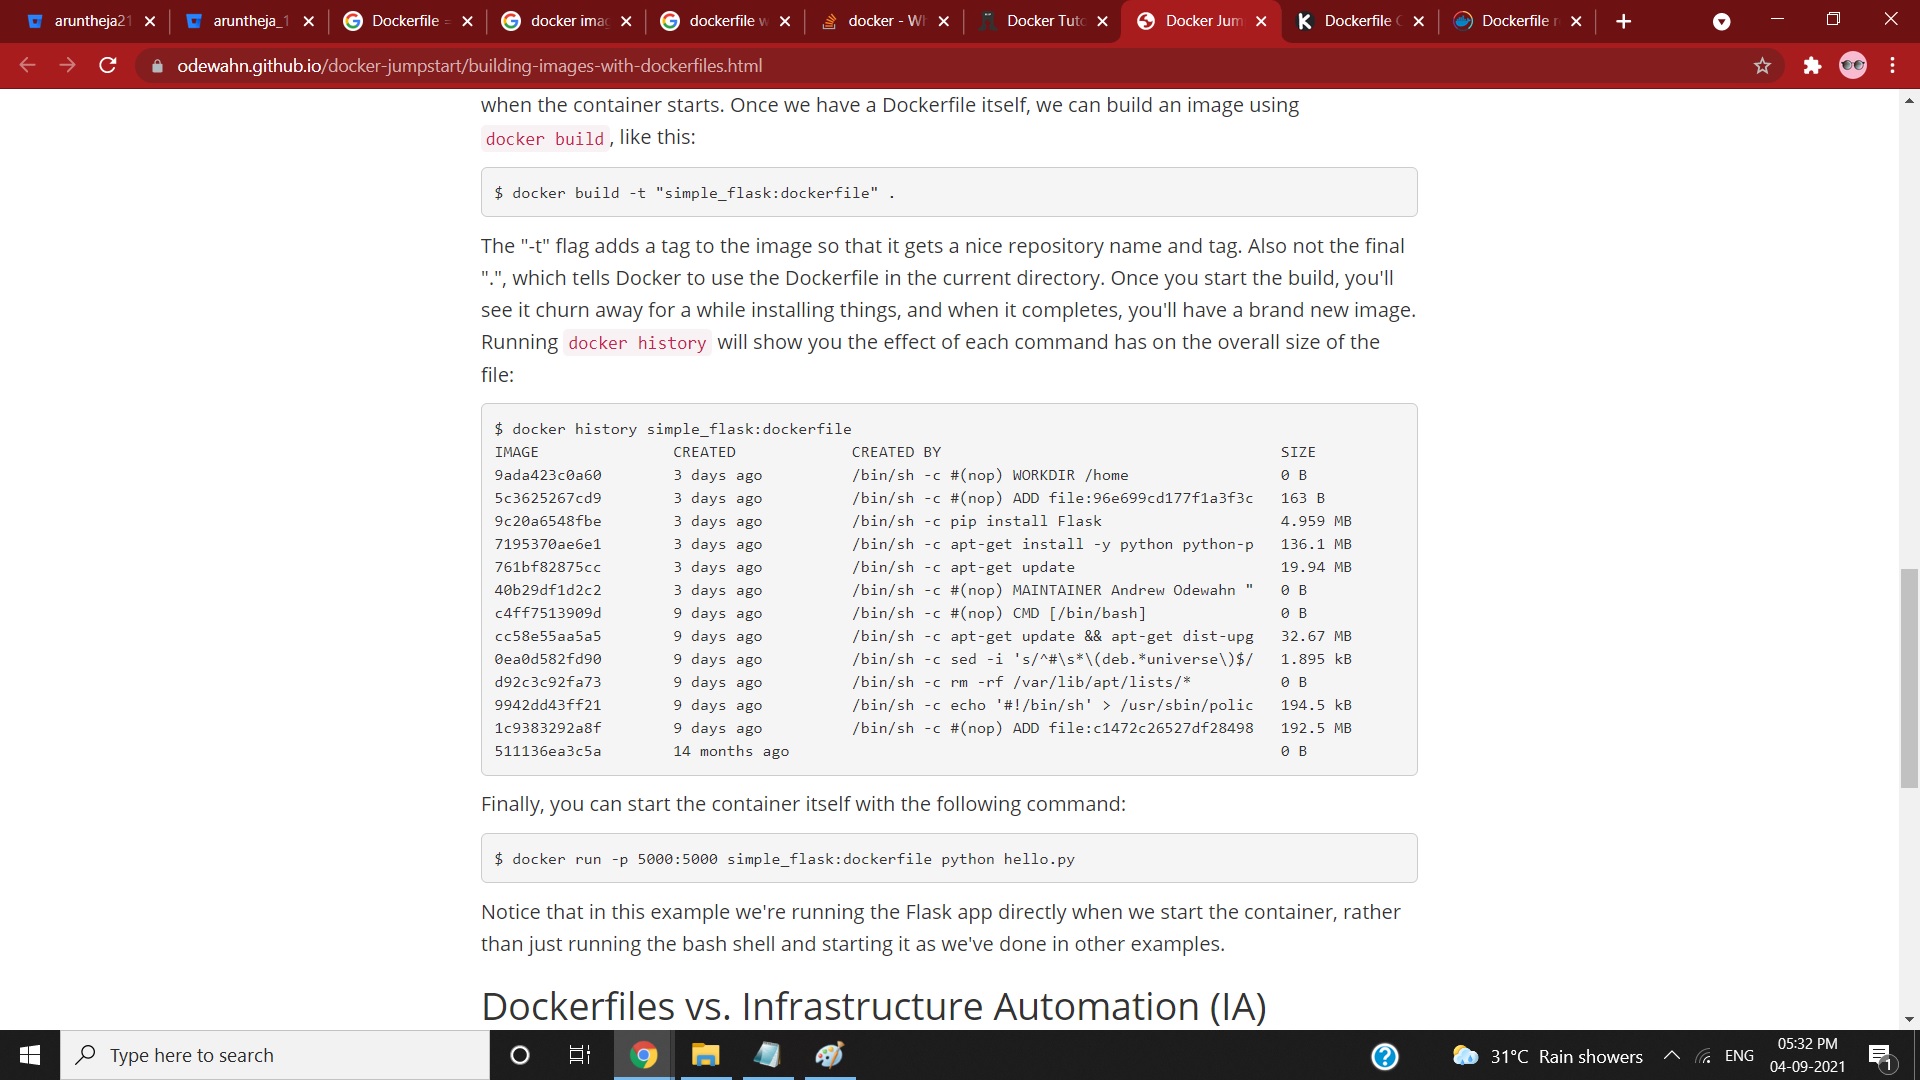 aruntheja21
aruntheja_1
Dockerfile
docker imag
dockerfile w
docker - Wh
Docker Tuto
Docker Jum
Dockerfile
Dockerfile r
odewahn.github.io/docker-jumpstart/building-images-with-dockerfiles.html
when the container starts. Once we have a Dockerfile itself, we can build an image using
docker build , like this:
$ docker build -t "simple_flask:dockerfile" .
The "-t" flag adds a tag to the image so that it gets a nice repository name and tag. Also not the final
".", which tells Docker to use the Dockerfile in the current directory. Once you start the build, you'll
see it churn away for a while installing things, and when it completes, you'll have a brand new image.
Running docker history will show you the effect of each command has on the overall size of the
file:
$ docker history simple_flask:dockerfile
IMAGE CREATED CREATED BY SIZE
9ada423c0a60 3 days ago /bin/sh -c #(nop) WORKDIR /home 0 B
5c3625267cd9 3 days ago /bin/sh -c #(nop) ADD file:96e699cd177f1a3f3c 163 B
9c20a6548fbe 3 days ago /bin/sh -c pip install Flask 4.959 MB
7195370ae6e1 3 days ago /bin/sh -c apt-get install -y python python-p 136.1 MB
761bf82875cc 3 days ago /bin/sh -c apt-get update 19.94 MB
40b29df1d2c2 3 days ago /bin/sh -c #(nop) MAINTAINER Andrew Odewahn " 0 B
c4ff7513909d 9 days ago /bin/sh -c #(nop) CMD [/bin/bash] 0 B
cc58e55aa5a5 9 days ago /bin/sh -c apt-get update && apt-get dist-upg 32.67 MB
0ea0d582fd90 9 days ago /bin/sh -c sed -i 's/^#\s*\(deb.*universe\)$/ 1.895 kB
d92c3c92fa73 9 days ago /bin/sh -c rm -rf /var/lib/apt/lists/* 0 B
9942dd43ff21 9 days ago /bin/sh -c echo '#!/bin/sh' > /usr/sbin/polic 194.5 kB
1c9383292a8f 9 days ago /bin/sh -c #(nop) ADD file:c1472c26527df28498 192.5 MB
511136ea3c5a 14 months ago 0 B
Finally, you can start the container itself with the following command:
$ docker run -p 5000:5000 simple_flask:dockerfile python hello.py
Notice that in this example we're running the Flask app directly when we start the container, rather
than just running the bash shell and starting it as we've done in other examples.
Dockerfiles vs. Infrastructure Automation (IA)
Type here to search
31°C Rain showers
ENG
05:32 PM
04-09-2021
1